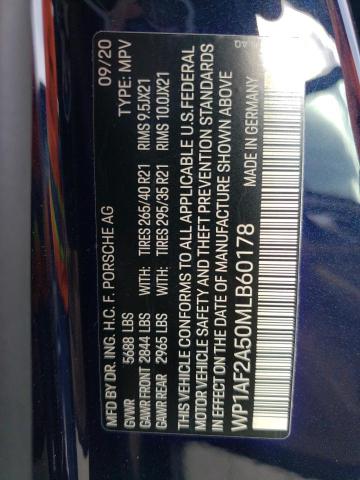 MFD BY DR. ING. H.C. F. PORSCHE AG 09/20
GVWR 5688 LBS TYPE: MPV
GAWR FRONT 2844 LBS WITH: TIRES 265/40 R21 RIMS 9.5JX21
GAWR REAR 2965 LBS WITH: TIRES 295/35 R21 RIMS 10.0JX21
THIS VEHICLE CONFORMS TO ALL APPLICABLE U.S. FEDERAL
MOTOR VEHICLE SAFETY AND THEFT PREVENTION STANDARDS
IN EFFECT ON THE DATE OF MANUFACTURE SHOWN ABOVE
WP1AF2A50MLB60178 MADE IN GERMANY